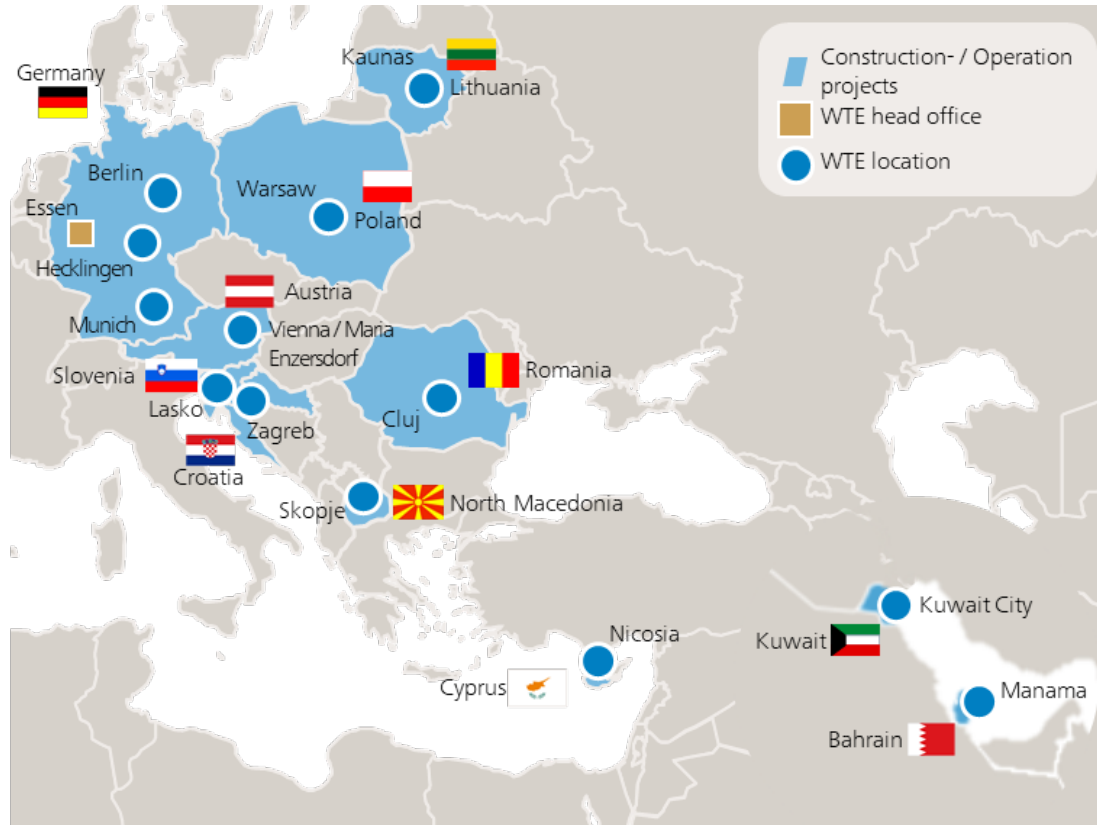 Construction- / Operation
projects
WTE head office
WTE location
Kaunas
Lithuania
Germany
Berlin
Warsaw
Poland
Essen
Hecklingen
Austria
Munich
Vienna / Maria
Enzersdorf
Slovenia
Romania
Lasko
Cluj
Zagreb
Croatia
Skopje
North Macedonia
Kuwait City
Nicosia
Kuwait
Cyprus
Manama
Bahrain